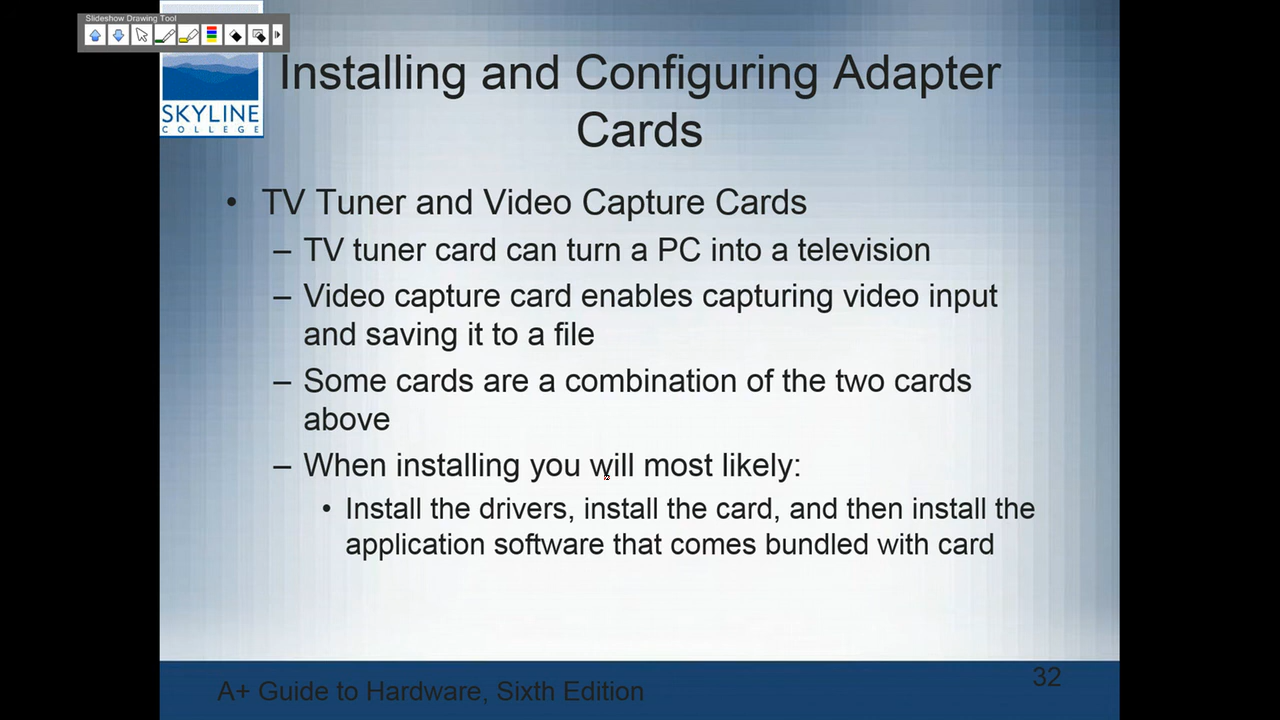 Slideshow Drawing Tool
SKYLINE
COLLEGE
Installing and Configuring Adapter
Cards
• TV Tuner and Video Capture Cards
– TV tuner card can turn a PC into a television
– Video capture card enables capturing video input
and saving it to a file
– Some cards are a combination of the two cards
above
– When installing you will most likely:
• Install the drivers, install the card, and then install the
application software that comes bundled with card
A+ Guide to Hardware, Sixth Edition
32